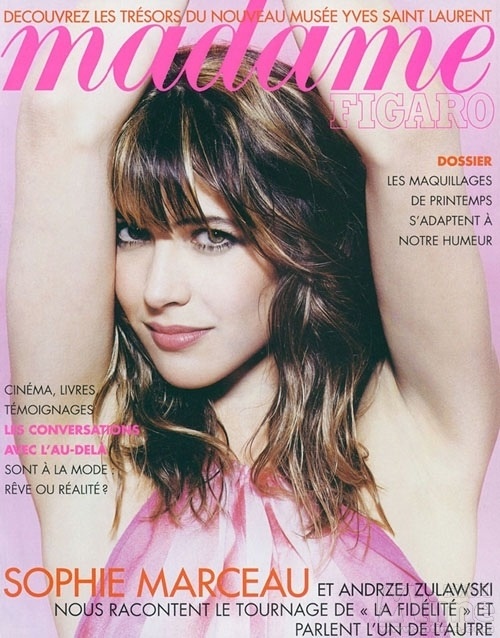 DECOUVREZ LES TRÉSORS DU NOUVEAU MUSÉE YVES SAINT LAURENT
madame
FIGARO
DOSSIER
LES MAQUILLAGES
DE PRINTEMPS
S'ADAPTENT À
NOTRE HUMEUR
CINÉMA, LIVRES
TÉMOIGNAGES
LES CONVERSATIONS
AVEC L'AU-DELÀ
SONT À LA MODE :
RÊVE OU RÉALITÉ ?
SOPHIE MARCEAU ET ANDRZEJ ZULAWSKI
NOUS RACONTENT LE TOURNAGE DE « LA FIDÉLITÉ » ET
PARLENT L'UN DE L'AUTRE